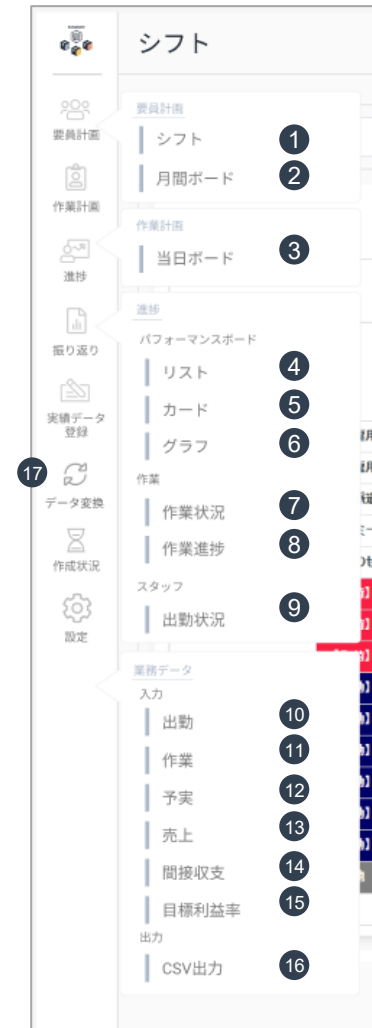 シフト
要員計画
作業計画
進捗
振り返り
実績データ
登録
17
データ変換
作成状況
設定
要員計画
シフト 1
月間ボード 2
作業計画
当日ボード 3
進捗
パフォーマンスボード
リスト 4
カード 5
グラフ 6
作業
作業状況 7
作業進捗 8
スタッフ
出勤状況 9
業務データ
入力
出勤 10
作業 11
予実 12
売上 13
間接収支 14
目標利益率 15
出力
CSV出力 16